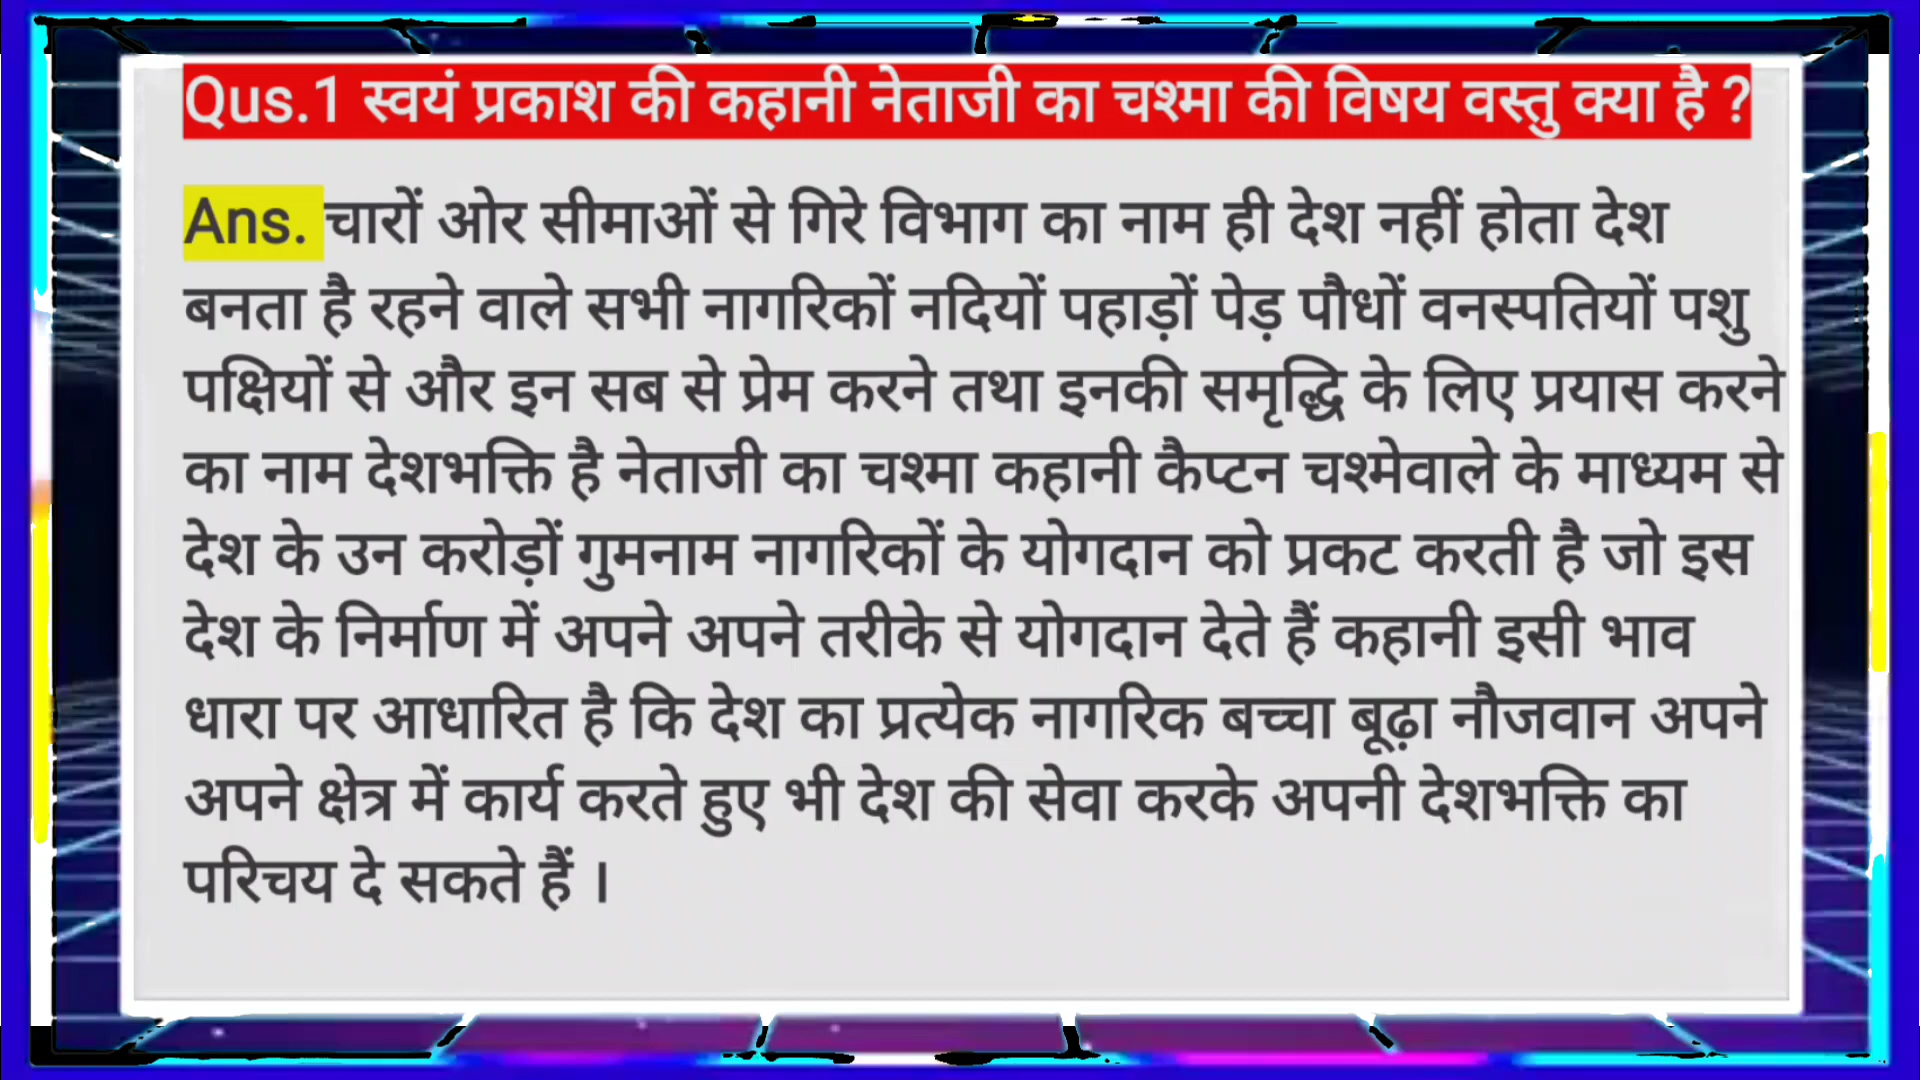 Qus.1 स्वयं प्रकाश की कहानी नेताजी का चश्मा की विषय वस्तु क्या है ?
Ans. चारों ओर सीमाओं से गिरे विभाग का नाम ही देश नहीं होता देश
बनता है रहने वाले सभी नागरिकों नदियों पहाड़ों पेड़ पौधों वनस्पतियों पशु
पक्षियों से और इन सब से प्रेम करने तथा इनकी समृद्धि के लिए प्रयास करने
का नाम देशभक्ति है नेताजी का चश्मा कहानी कैप्टन चश्मेवाले के माध्यम से
देश के उन करोड़ों गुमनाम नागरिकों के योगदान को प्रकट करती है जो इस
देश के निर्माण में अपने अपने तरीके से योगदान देते हैं कहानी इसी भाव
धारा पर आधारित है कि देश का प्रत्येक नागरिक बच्चा बूढ़ा नौजवान अपने
अपने क्षेत्र में कार्य करते हुए भी देश की सेवा करके अपनी देशभक्ति का
परिचय दे सकते हैं ।